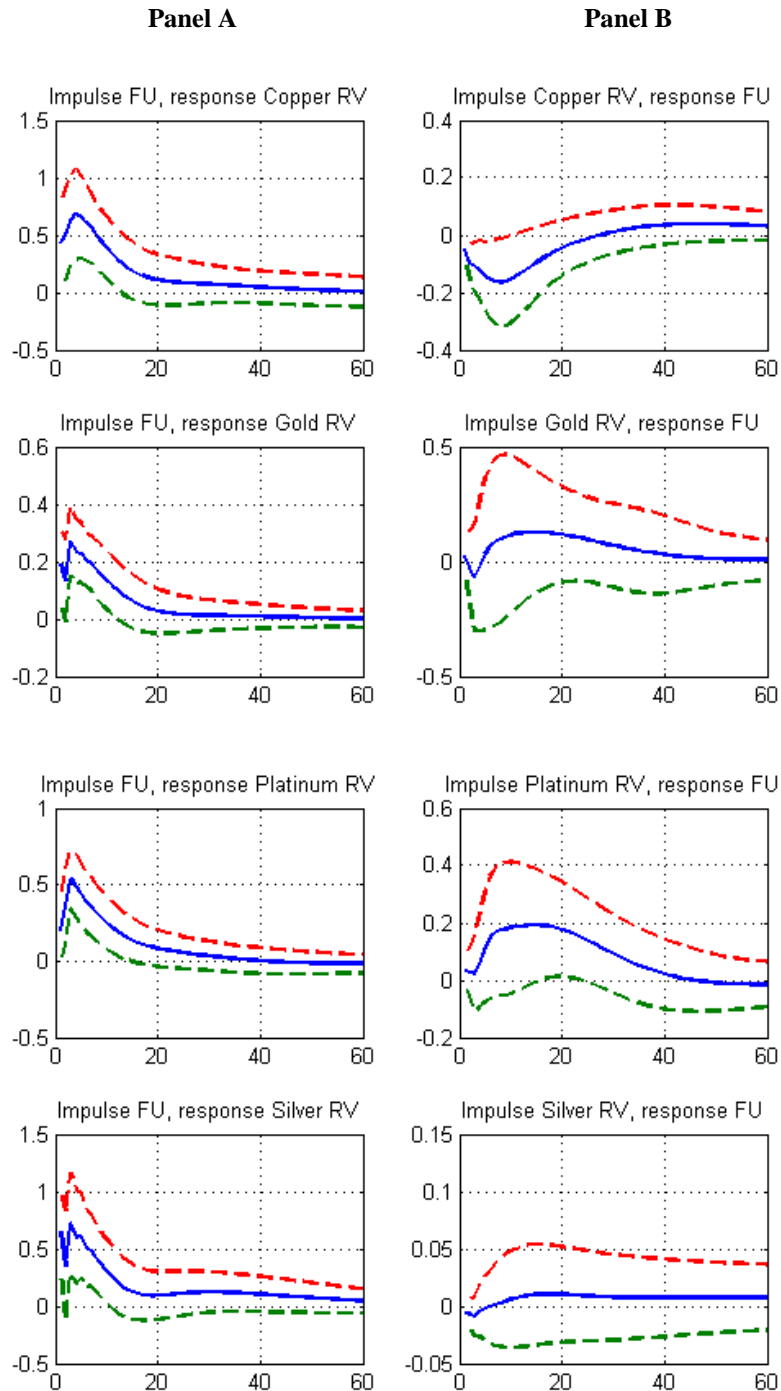 Panel A Panel B
Impulse FU, response Copper RV
1.5
1
0.5
0
-0.5
0 20 40 60
Impulse Copper RV, response FU
0.4
0.2
0
-0.2
-0.4
0 20 40 60
Impulse FU, response Gold RV
0.6
0.4
0.2
0
-0.2
0 20 40 60
Impulse Gold RV, response FU
0.5
0
-0.5
0 20 40 60
Impulse FU, response Platinum RV
1
0.5
0
-0.5
0 20 40 60
Impulse Platinum RV, response FU
0.6
0.4
0.2
0
-0.2
0 20 40 60
Impulse FU, response Silver RV
1.5
1
0.5
0
-0.5
0 20 40 60
Impulse Silver RV, response FU
0.15
0.1
0.05
0
-0.05
0 20 40 60